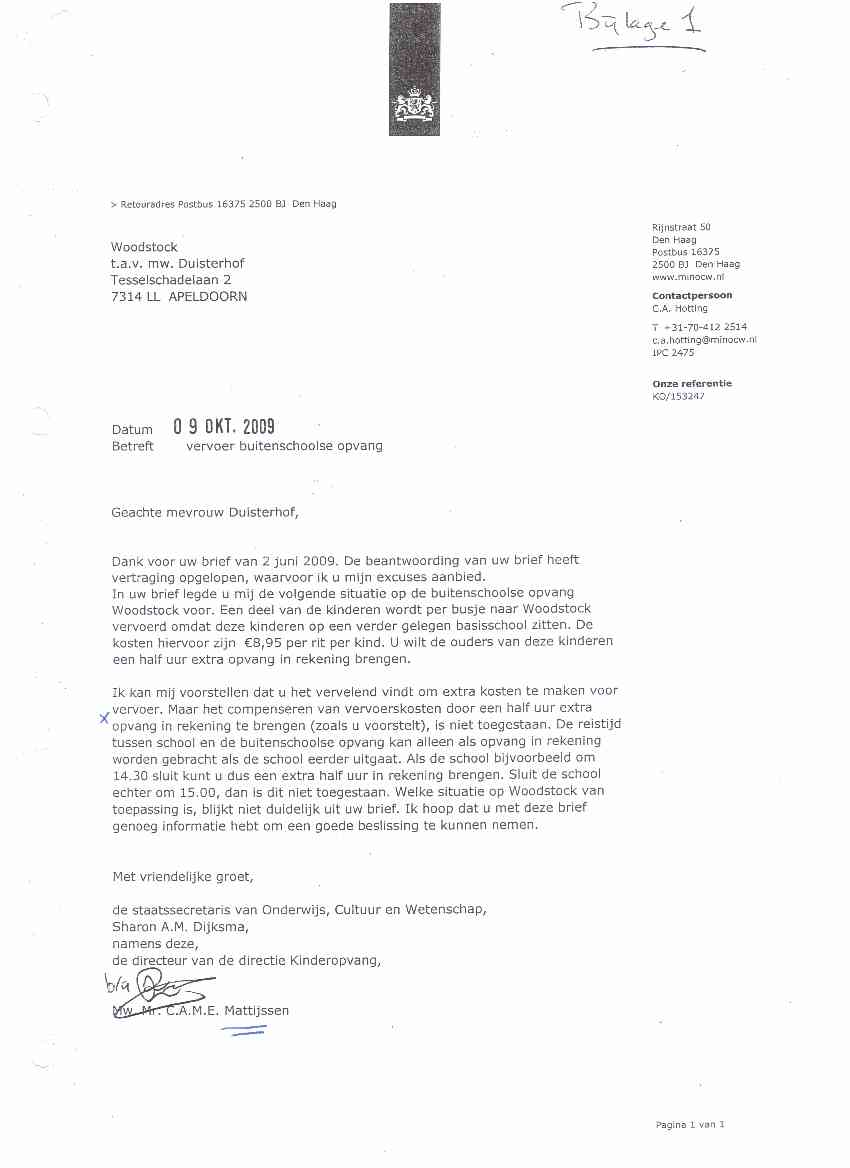 Bijlage 1
> Retouradres Postbus 16375 2500 BJ Den Haag
Woodstock
t.a.v. mw. Duisterhof
Tesselschadelaan 2
7314 LL APELDOORN
Rijnstraat 50
Den Haag
Postbus 16375
2500 BJ Den Haag
www.minocw.nl
Contactpersoon
C.A. Hotting
T +31-70-412 2514
c.a.hotting@minocw.nl
IPC 2475
Onze referentie
KO/153247
Datum 09 OKT. 2009
Betreft vervoer buitenschoolse opvang
Geachte mevrouw Duisterhof,
Dank voor uw brief van 2 juni 2009. De beantwoording van uw brief heeft
vertraging opgelopen, waarvoor ik u mijn excuses aanbied.
In uw brief legde u mij de volgende situatie op de buitenschoolse opvang
Woodstock voor. Een deel van de kinderen wordt per busje naar Woodstock
vervoerd omdat deze kinderen op een verder gelegen basisschool zitten. De
kosten hiervoor zijn €8,95 per rit per kind. U wilt de ouders van deze kinderen
een half uur extra opvang in rekening brengen.
Ik kan mij voorstellen dat u het vervelend vindt om extra kosten te maken voor
vervoer. Maar het compenseren van vervoerskosten door een half uur extra
x opvang in rekening te brengen (zoals u voorstelt), is niet toegestaan. De reistijd
tussen school en de buitenschoolse opvang kan alleen als opvang in rekening
worden gebracht als de school eerder uitgaat. Als de school bijvoorbeeld om
14.30 sluit kunt u dus een extra half uur in rekening brengen. Sluit de school
echter om 15.00, dan is dit niet toegestaan. Welke situatie op Woodstock van
toepassing is, blijkt niet duidelijk uit uw brief. Ik hoop dat u met deze brief
genoeg informatie hebt om een goede beslissing te kunnen nemen.
Met vriendelijke groet,
de staatssecretaris van Onderwijs, Cultuur en Wetenschap,
Sharon A.M. Dijksma,
namens deze,
de directeur van de directie Kinderopvang,
b/a
Mw. Mr. C.A.M.E. Mattijssen
Pagina 1 van 1